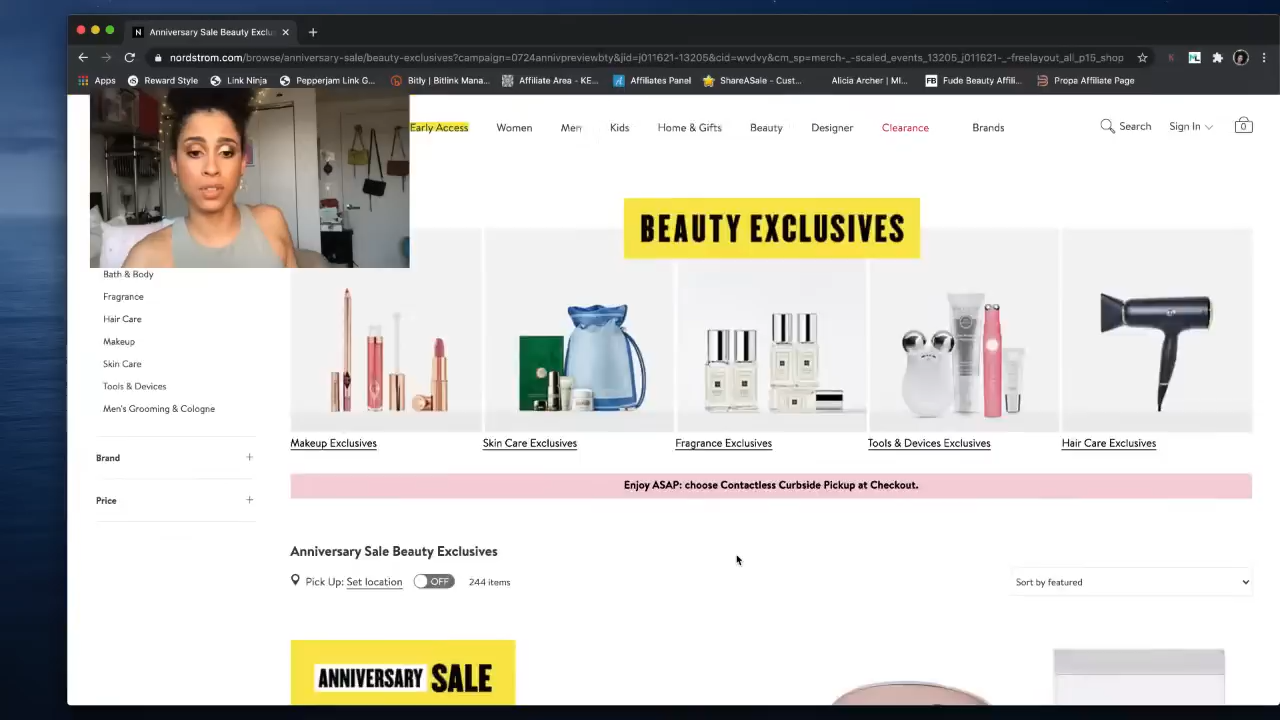 Anniversary Sale Beauty Exclus
nordstrom.com/browse/anniversary-sale/beauty-exclusives?campaign=0724annivpreviewbty&jid=j011621-13205&cid=wvdvy&cm_sp=merch-_-scaled_events_13205_j011621-_-freelayout_all_p15_shop
Apps Reward Style Link Ninja Pepperjam Link G... Bitly | Bitlink Mana... Affiliate Area - KE... Affiliates Panel ShareASale - Cust... Alicia Archer | MI... FB Fude Beauty Affili... Propa Affiliate Page
Early Access Women Men Kids Home & Gifts Beauty Designer Clearance Brands Search Sign In 0
BEAUTY EXCLUSIVES
Bath & Body
Fragrance
Hair Care
Makeup
Skin Care
Tools & Devices
Men's Grooming & Cologne
Brand
Price
Makeup Exclusives Skin Care Exclusives Fragrance Exclusives Tools & Devices Exclusives Hair Care Exclusives
Enjoy ASAP: choose Contactless Curbside Pickup at Checkout.
Anniversary Sale Beauty Exclusives
Pick Up: Set location OFF 244 items Sort by featured
ANNIVERSARY SALE